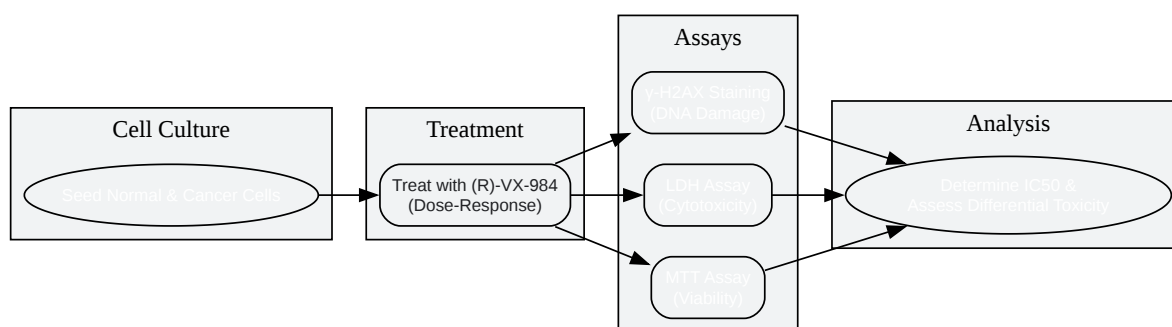 Cell Culture
Seed Normal & Cancer Cells
Treatment
Treat with (R)-VX-984
(Dose-Response)
Assays
γ-H2AX Staining
(DNA Damage)
LDH Assay
(Cytotoxicity)
MTT Assay
(Viability)
Analysis
Determine IC50 &
Assess Differential Toxicity